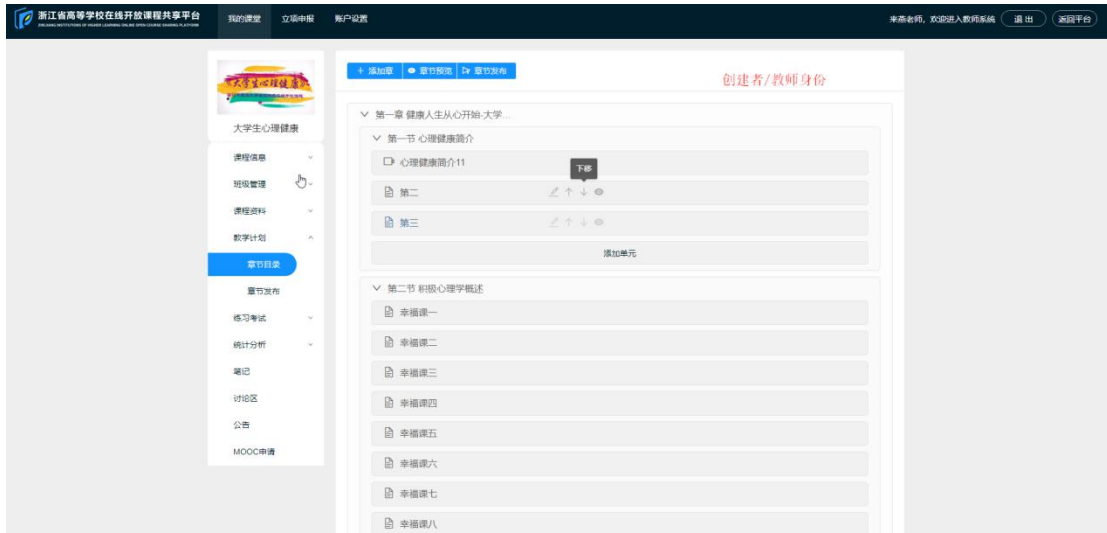 浙江省高等学校在线开放课程共享平台
我的课堂 立项申报 账户设置
来燕老师, 欢迎进入教师系统 退出 返回平台
+ 添加章 章节预览 章节发布
创建者/教师身份
大学生心理健康
大学生心理健康
课程信息
班级管理
课程资料
教学计划
章节目录
章节发布
练习考试
统计分析
笔记
讨论区
公告
MOOC申请
第一章 健康人生从心开始-大学...
第一节 心理健康简介
心理健康简介11
下移
第二
第三
添加单元
第二节 积极心理学概述
幸福课一
幸福课二
幸福课三
幸福课四
幸福课五
幸福课六
幸福课七
幸福课八